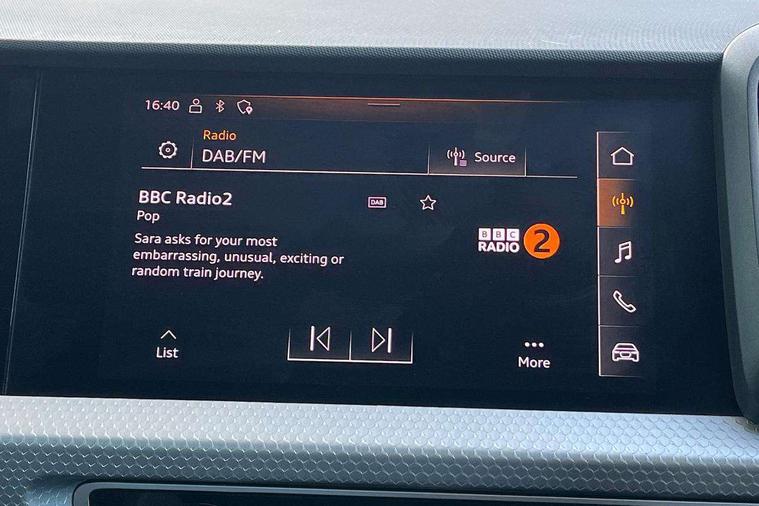 16:40
Radio
DAB/FM
Source
BBC Radio2
DAB
Pop
BBC
RADIO 2
Sara asks for your most
embarrassing, unusual, exciting or
random train journey.
List
More